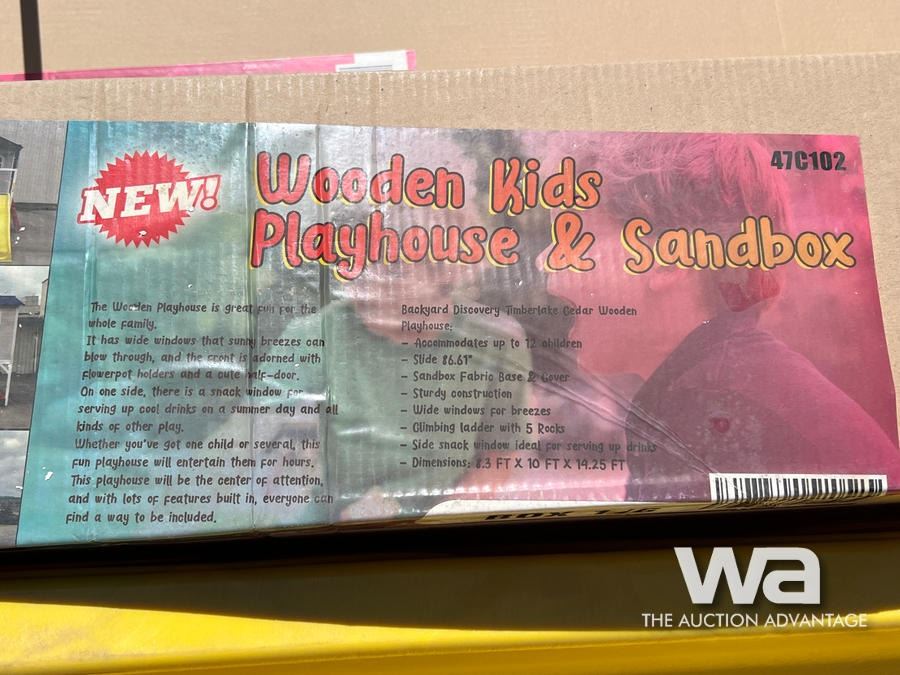 47C102
NEW!
Wooden Kids
Playhouse & Sandbox
The Wooden Playhouse is great fun for the
whole family.
It has wide windows that sunny breezes can
blow through, and the front is adorned with
flowerpot holders and a cute half-door.
On one side, there is a snack window for
serving up cool drinks on a summer day and all
kinds of other play.
Whether you've got one child or several, this
fun playhouse will entertain them for hours.
This playhouse will be the center of attention,
and with lots of features built in, everyone can
find a way to be included.
Backyard Discovery Timberlake Cedar Wooden
Playhouse:
- Accommodates up to 12 children
- Slide 86.61"
- Sandbox Fabric Base & Cover
- Sturdy construction
- Wide windows for breezes
- Climbing ladder with 5 Rocks
- Side snack window ideal for serving up drinks
- Dimensions: 8.3 FT X 10 FT X 14.25 FT
wa
THE AUCTION ADVANTAGE